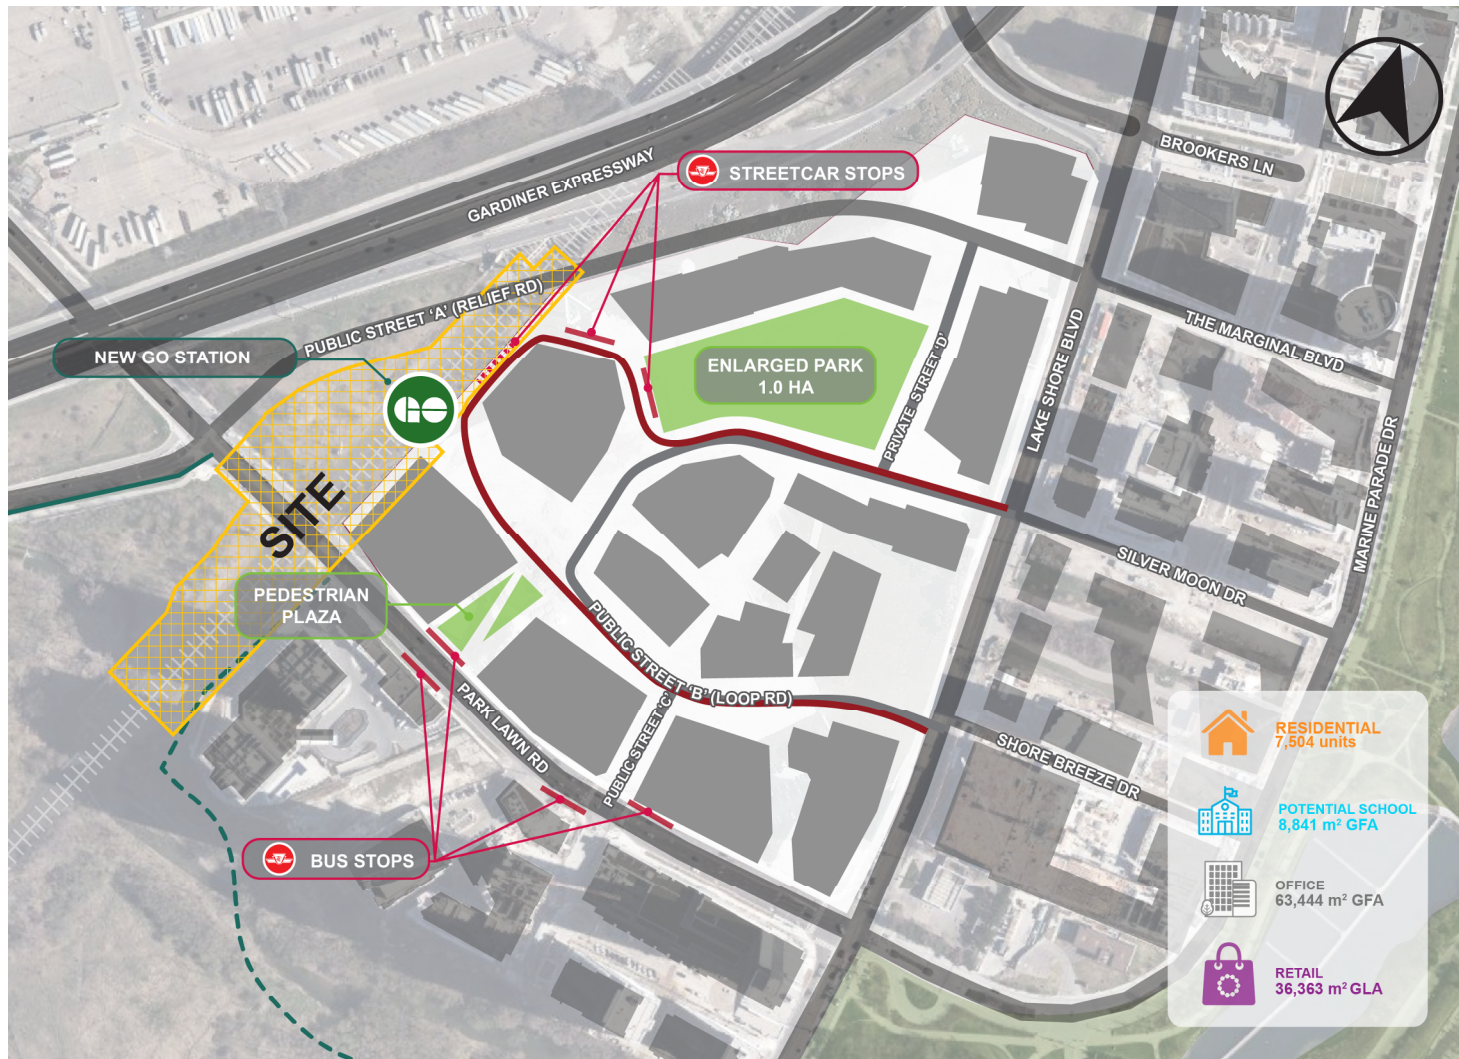 BROOKERS LN
STREETCAR STOPS
GARDINER EXPRESSWAY
PUBLIC STREET 'A' (RELIEF RD)
NEW GO STATION
GO
ENLARGED PARK
1.0 HA
PRIVATE STREET 'D'
LAKE SHORE BLVD
THE MARGINAL BLVD
MARINE PARADE DR
SITE
SILVER MOON DR
PEDESTRIAN
PLAZA
PUBLIC STREET 'B' (LOOP RD)
PARK LAWN RD
PUBLIC STREET 'C'
SHORE BREEZE DR
BUS STOPS
RESIDENTIAL
7,504 units
POTENTIAL SCHOOL
8,841 m² GFA
OFFICE
63,444 m² GFA
RETAIL
36,363 m² GLA